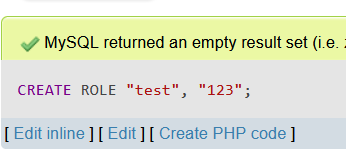 MySQL returned an empty result set (i.e.
CREATE ROLE "test", "123";
[ Edit inline ] [ Edit ] [ Create PHP code ]